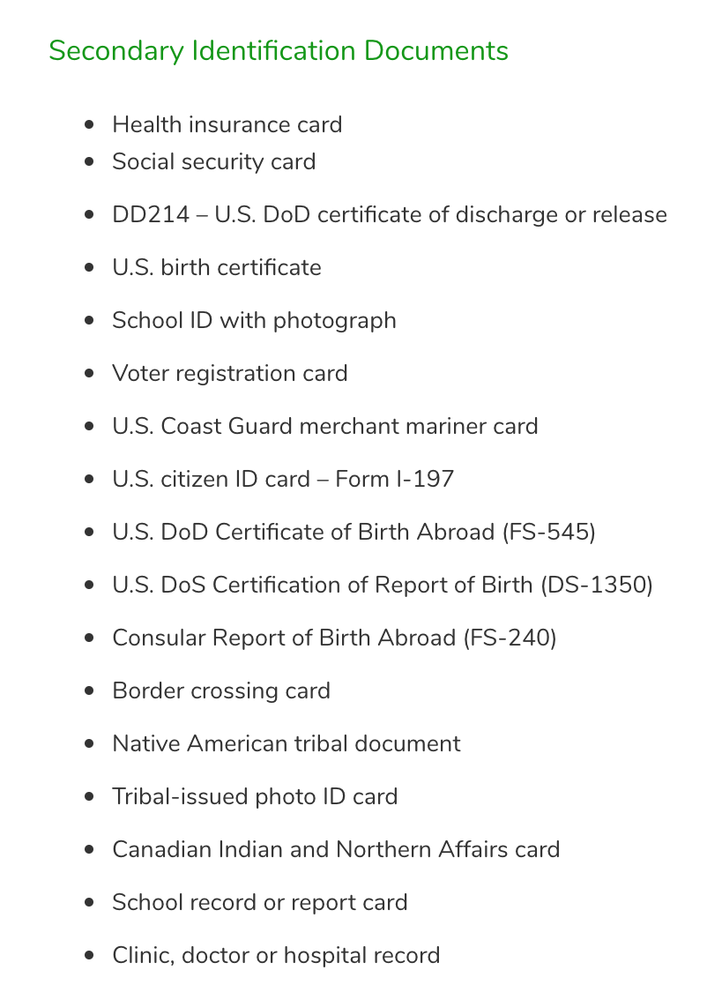 Secondary Identification Documents
• Health insurance card
• Social security card
• DD214 – U.S. DoD certificate of discharge or release
• U.S. birth certificate
• School ID with photograph
• Voter registration card
• U.S. Coast Guard merchant mariner card
• U.S. citizen ID card – Form I-197
• U.S. DoD Certificate of Birth Abroad (FS-545)
• U.S. DoS Certification of Report of Birth (DS-1350)
• Consular Report of Birth Abroad (FS-240)
• Border crossing card
• Native American tribal document
• Tribal-issued photo ID card
• Canadian Indian and Northern Affairs card
• School record or report card
• Clinic, doctor or hospital record